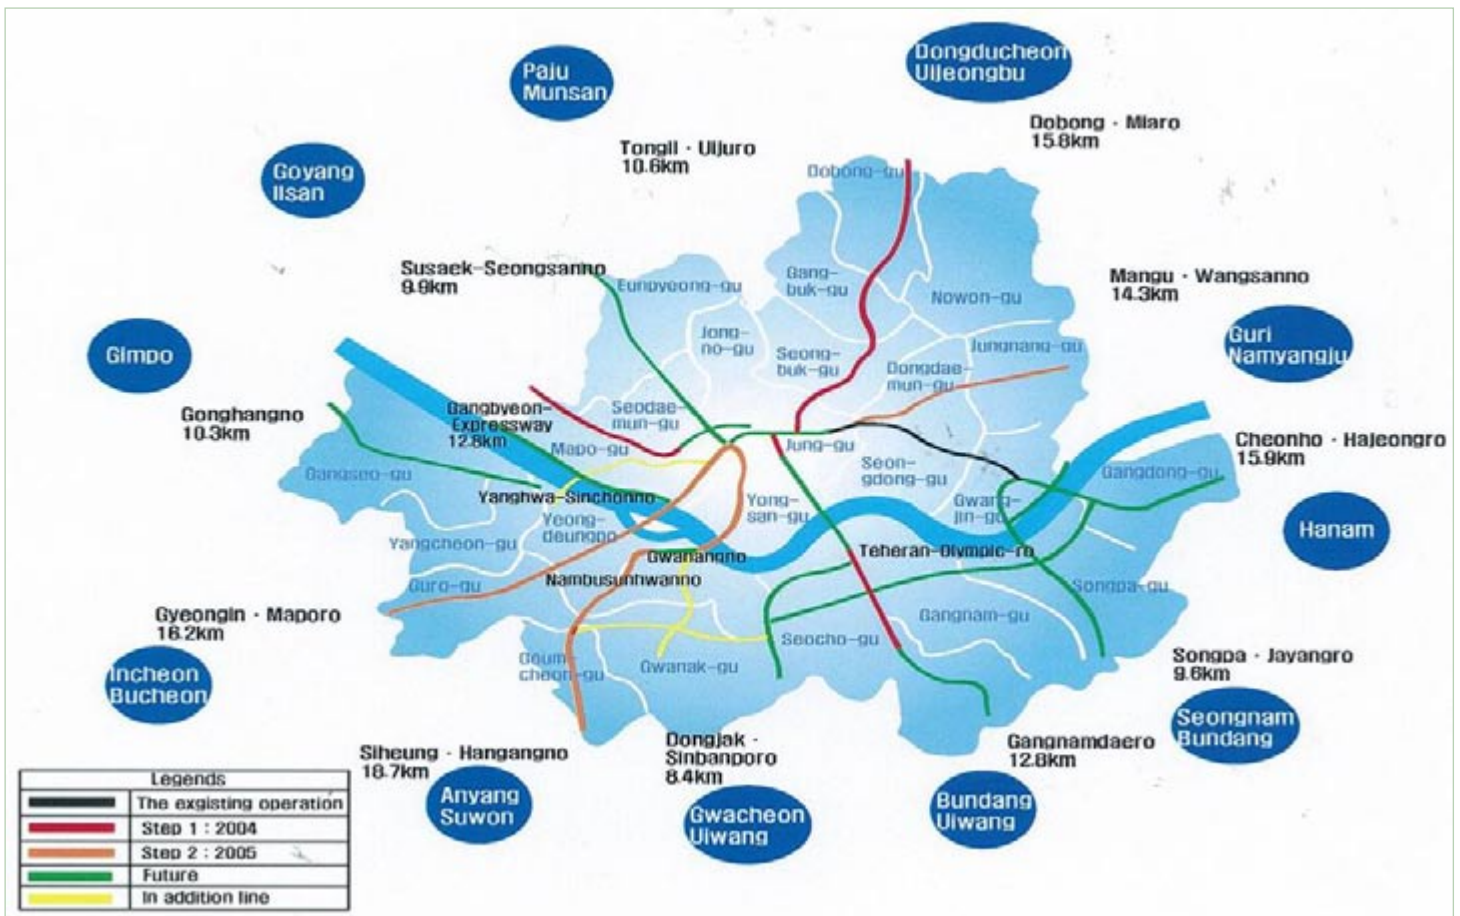 Dongducheon
Uijeongbu
Paju
Munsan
Dobong · Miaro
15.8km
Tongil · Uijuro
10.6km
Goyang
Ilsan
Dobong-gu
Susaek-Seongsanno
9.9km
Eunpyeong-gu
Gang-
buk-gu
Nowon-gu
Mangu · Wangsanno
14.3km
Guri
Namyangju
Gimpo
Jong-
no-gu
Seong-
buk-gu
Jungnang-gu
Dongdae-
mun-gu
Gonghangno
10.3km
Gangbyeon-
Expressway
12.8km
Seodae-
mun-gu
Mapo-gu
Jung-gu
Cheonho · Hajeongro
15.9km
Gangseo-gu
Seon-
gdong-gu
Gangdong-gu
Yanghwa-Sinchonno
Yong-
san-gu
Gwang-
jin-gu
Hanam
Yeong-
deungpo
Yangcheon-gu
Gwanangno
Teheran-Olympic-ro
Guro-gu
Nambusunhwanno
Songpa-gu
Gyeongin · Maporo
16.2km
Gangnam-gu
Seocho-gu
Incheon
Bucheon
Geum-
cheon-gu
Gwanak-gu
Songpa · Jayangro
9.6km
Seongnam
Bundang
Siheung · Hangangno
18.7km
Dongjak ·
Sinbanporo
8.4km
Gangnamdaero
12.8km
Anyang
Suwon
Gwacheon
Uiwang
Bundang
Uiwang
Legends
The exgisting operation
Step 1 : 2004
Step 2 : 2005
Future
In addition line